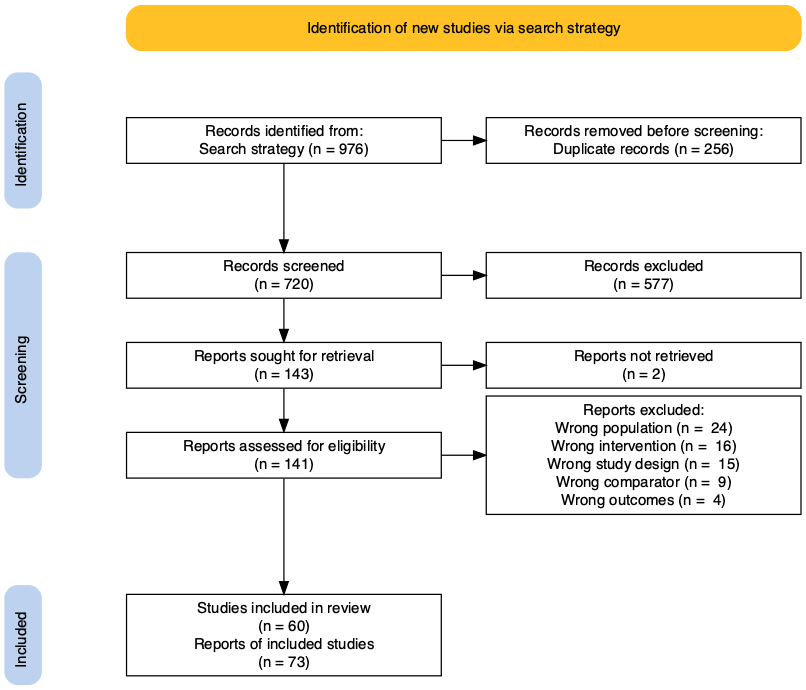 Identification of new studies via search strategy
Identification
Records identified from:
Search strategy (n = 976)
Records removed before screening:
Duplicate records (n = 256)
Screening
Records screened
(n = 720)
Records excluded
(n = 577)
Reports sought for retrieval
(n = 143)
Reports not retrieved
(n = 2)
Reports assessed for eligibility
(n = 141)
Reports excluded:
Wrong population (n = 24)
Wrong intervention (n = 16)
Wrong study design (n = 15)
Wrong comparator (n = 9)
Wrong outcomes (n = 4)
Included
Studies included in review
(n = 60)
Reports of included studies
(n = 73)